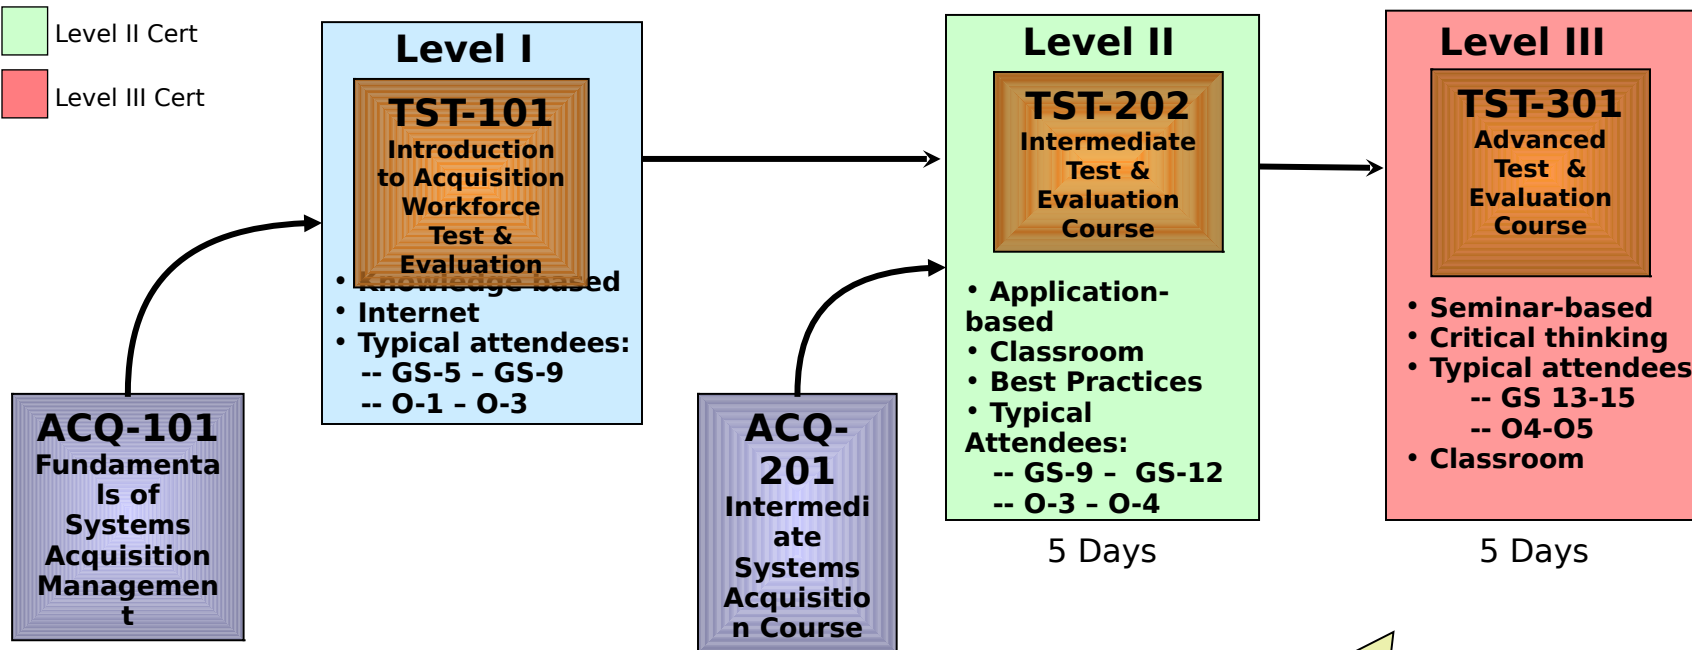 Level II Cert
Level III Cert
Level I
TST-101
Introduction
to Acquisition
Workforce
Test &
Evaluation
• Knowledge-based
• Internet
• Typical attendees:
-- GS-5 – GS-9
-- O-1 – O-3
ACQ-101
Fundamenta
ls of
Systems
Acquisition
Managemen
t
ACQ-
201
Intermedi
ate
Systems
Acquisitio
n Course
Level II
TST-202
Intermediate
Test &
Evaluation
Course
• Application-
based
• Classroom
• Best Practices
• Typical
Attendees:
-- GS-9 – GS-12
-- O-3 – O-4
5 Days
Level III
TST-301
Advanced
Test &
Evaluation
Course
• Seminar-based
• Critical thinking
• Typical attendees
-- GS 13-15
-- O4-O5
• Classroom
5 Days